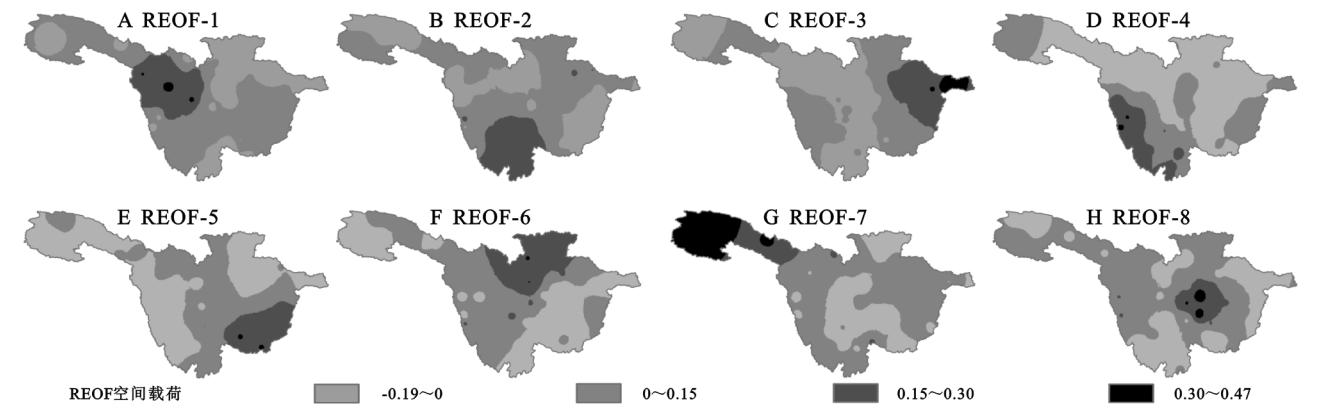 A REOF-1
B REOF-2
C REOF-3
D REOF-4
E REOF-5
F REOF-6
G REOF-7
H REOF-8
REOF空间载荷 -0.19～0 0～0.15 0.15～0.30 0.30～0.47